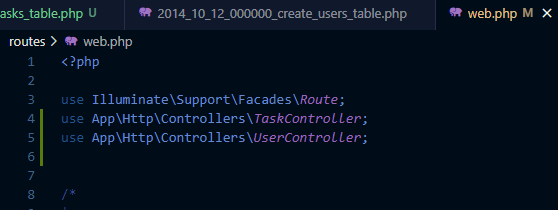 asks_table.php U 2014_10_12_000000_create_users_table.php web.php M
routes > web.php
1 <?php
2
3 use Illuminate\Support\Facades\Route;
4 use App\Http\Controllers\TaskController;
5 use App\Http\Controllers\UserController;
6
7
8 /*